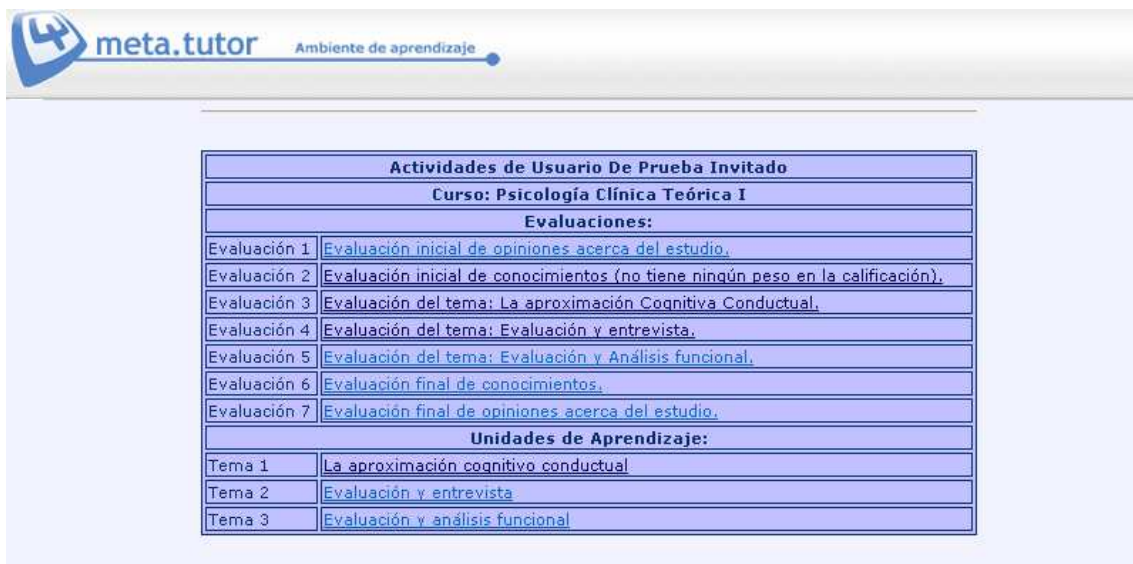 meta.tutor Ambiente de aprendizaje
Actividades de Usuario De Prueba Invitado
Curso: Psicología Clínica Teórica I
Evaluaciones:
Evaluación 1 Evaluación inicial de opiniones acerca del estudio.
Evaluación 2 Evaluación inicial de conocimientos (no tiene ningún peso en la calificación).
Evaluación 3 Evaluación del tema: La aproximación Cognitiva Conductual.
Evaluación 4 Evaluación del tema: Evaluación y entrevista.
Evaluación 5 Evaluación del tema: Evaluación y Análisis funcional.
Evaluación 6 Evaluación final de conocimientos.
Evaluación 7 Evaluación final de opiniones acerca del estudio.
Unidades de Aprendizaje:
Tema 1 La aproximación cognitivo conductual
Tema 2 Evaluación y entrevista
Tema 3 Evaluación y análisis funcional